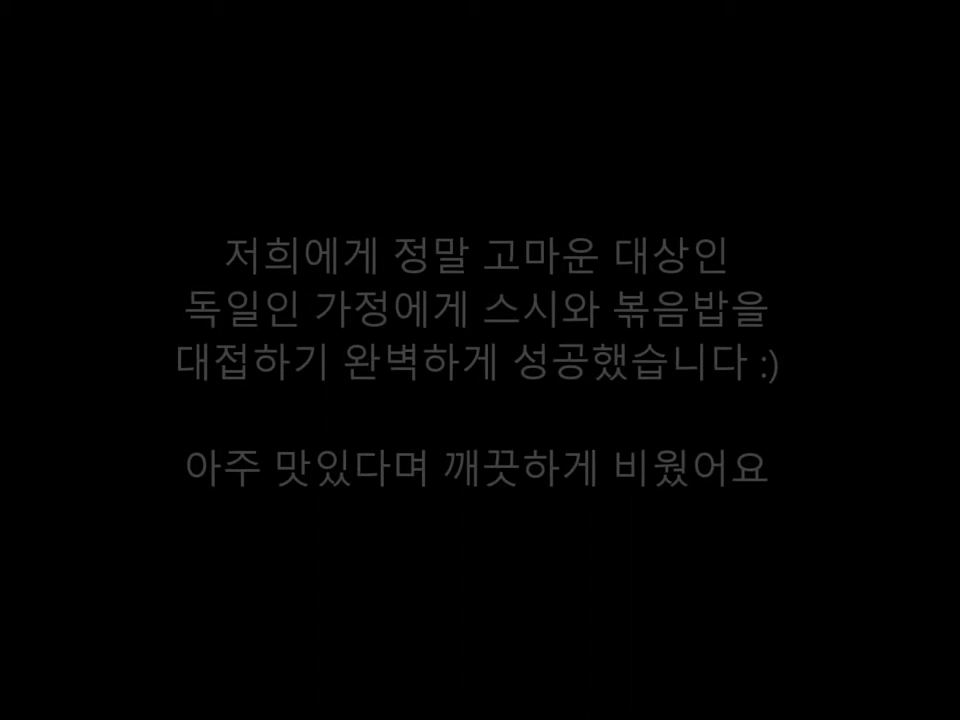 저희에게 정말 고마운 대상인
독일인 가정에게 스시와 볶음밥을
대접하기 완벽하게 성공했습니다 :)
아주 맛있다며 깨끗하게 비웠어요